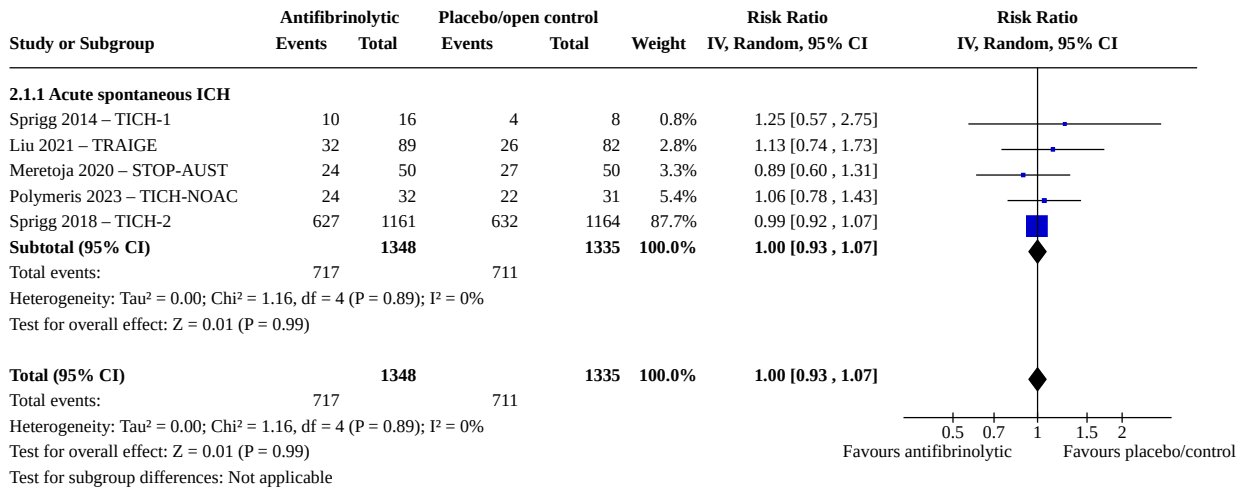 Antifibrinolytic Placebo/open control Risk Ratio Risk Ratio
Study or Subgroup Events Total Events Total Weight IV, Random, 95% CI IV, Random, 95% CI
2.1.1 Acute spontaneous ICH
Sprigg 2014 – TICH-1 10 16 4 8 0.8% 1.25 [0.57 , 2.75]
Liu 2021 – TRAIGE 32 89 26 82 2.8% 1.13 [0.74 , 1.73]
Meretoja 2020 – STOP-AUST 24 50 27 50 3.3% 0.89 [0.60 , 1.31]
Polymeris 2023 – TICH-NOAC 24 32 22 31 5.4% 1.06 [0.78 , 1.43]
Sprigg 2018 – TICH-2 627 1161 632 1164 87.7% 0.99 [0.92 , 1.07]
Subtotal (95% CI) 1348 1335 100.0% 1.00 [0.93 , 1.07]
Total events: 717 711
Heterogeneity: Tau² = 0.00; Chi² = 1.16, df = 4 (P = 0.89); I² = 0%
Test for overall effect: Z = 0.01 (P = 0.99)
Total (95% CI) 1348 1335 100.0% 1.00 [0.93 , 1.07]
Total events: 717 711
Heterogeneity: Tau² = 0.00; Chi² = 1.16, df = 4 (P = 0.89); I² = 0%
Test for overall effect: Z = 0.01 (P = 0.99)
Test for subgroup differences: Not applicable
0.5 0.7 1 1.5 2
Favours antifibrinolytic Favours placebo/control